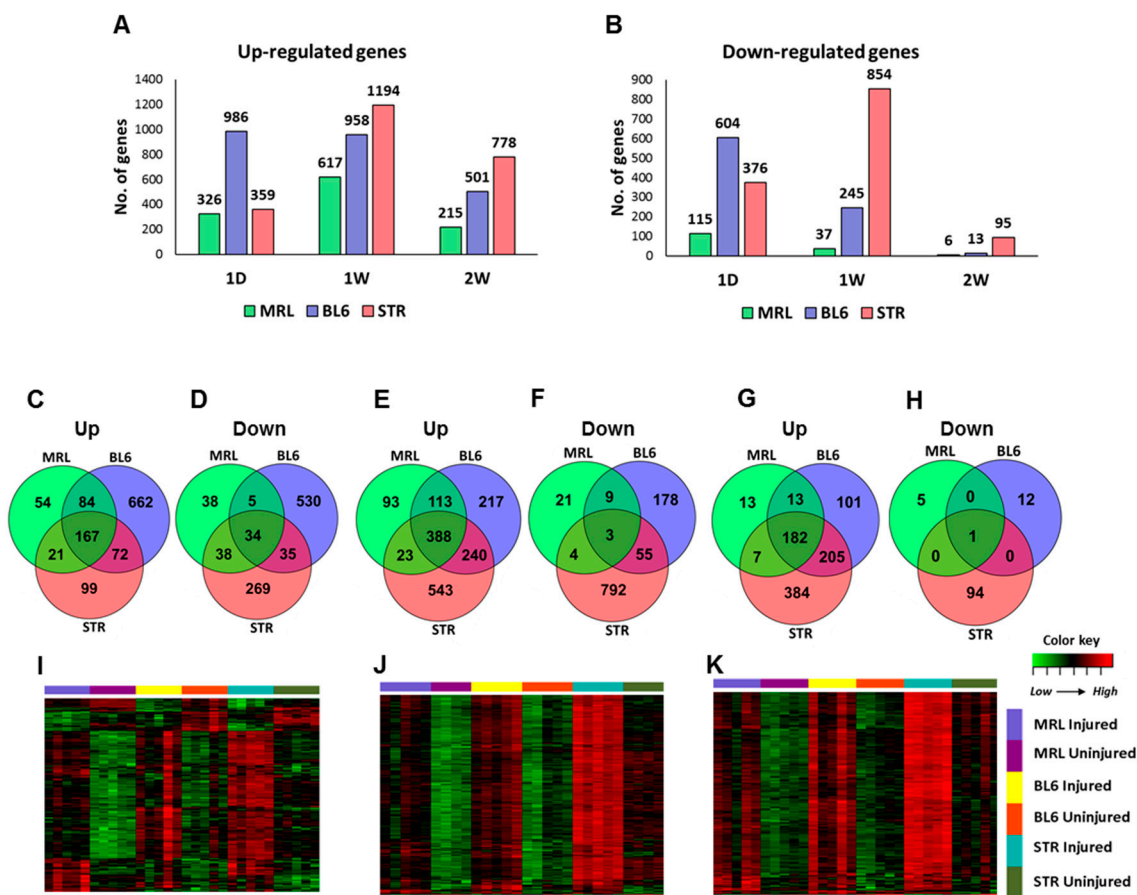 A
Up-regulated genes
No. of genes
1400
1200
1000
800
600
400
200
0
326
986
359
617
958
1194
215
501
778
1D
1W
2W
MRL BL6 STR
B
Down-regulated genes
No. of genes
900
800
700
600
500
400
300
200
100
0
115
604
376
37
245
854
6
13
95
1D
1W
2W
MRL BL6 STR
C
Up
MRL
BL6
54
84
662
167
21
72
99
STR
D
Down
MRL
BL6
38
5
530
34
38
35
269
STR
E
Up
MRL
BL6
93
113
217
388
23
240
543
STR
F
Down
MRL
BL6
21
9
178
3
4
55
792
STR
G
Up
MRL
BL6
13
13
101
182
7
205
384
STR
H
Down
MRL
BL6
5
0
12
1
0
0
94
STR
I
J
K
Color key
Low High
MRL Injured
MRL Uninjured
BL6 Injured
BL6 Uninjured
STR Injured
STR Uninjured